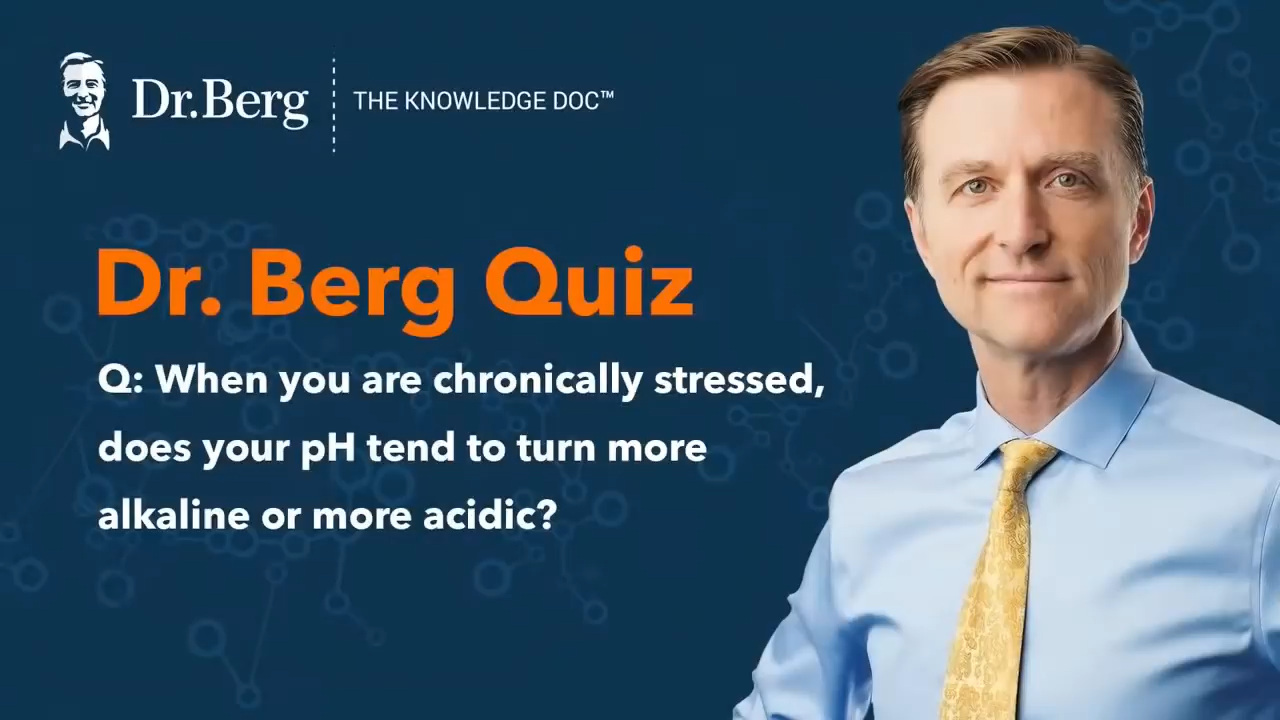 Dr.Berg
THE KNOWLEDGE DOC™
Dr. Berg Quiz
Q: When you are chronically stressed,
does your pH tend to turn more
alkaline or more acidic?